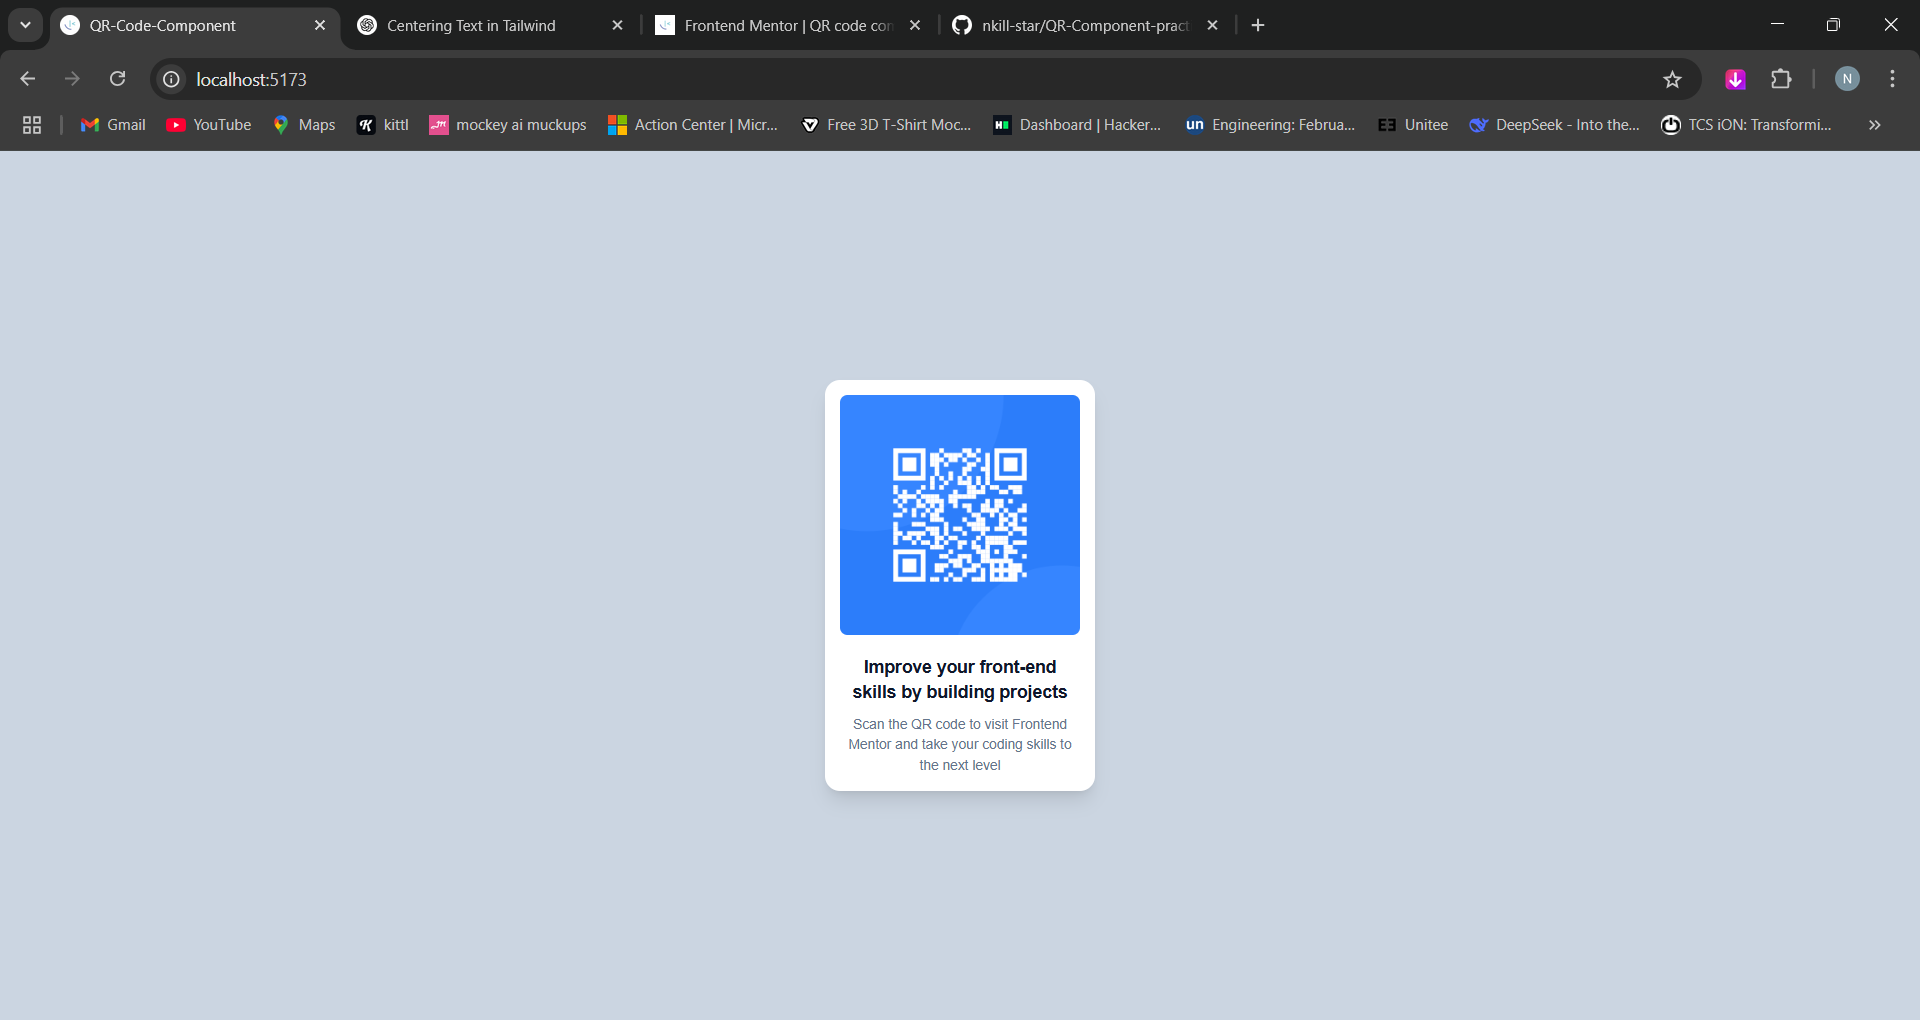 QR-Code-Component
Centering Text in Tailwind
Frontend Mentor | QR code con
nkill-star/QR-Component-pract
localhost:5173
N
Gmail
YouTube
Maps
kittl
mockey ai muckups
Action Center | Micr...
Free 3D T-Shirt Moc...
Dashboard | Hacker...
un
Engineering: Februa...
Unitee
DeepSeek - Into the...
TCS iON: Transformi...
Improve your front-end
skills by building projects
Scan the QR code to visit Frontend
Mentor and take your coding skills to
the next level